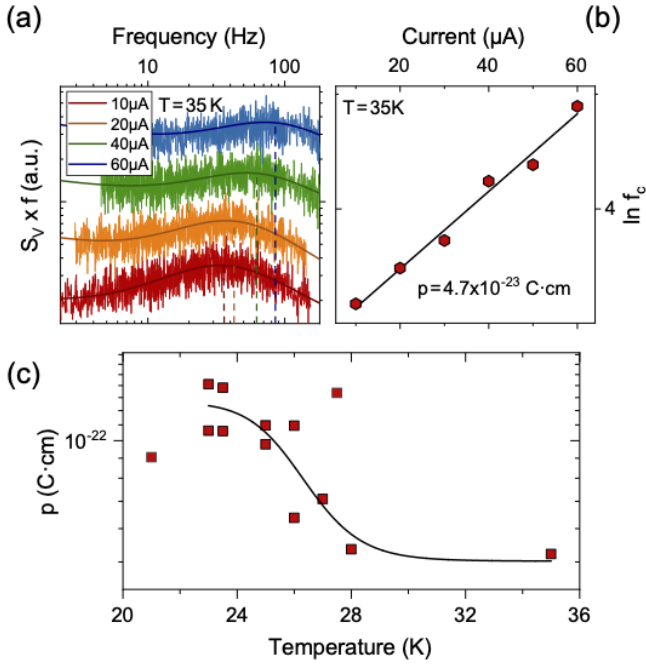 (a)
Frequency (Hz)
10 100
10µA
20µA
40µA
60µA
T = 35 K
S_V x f (a.u.)
(b)
Current (µA)
20 40 60
T = 35K
4
ln f_c
p = 4.7x10^-23 C·cm
(c)
10^-22
p (C·cm)
20 24 28 32 36
Temperature (K)